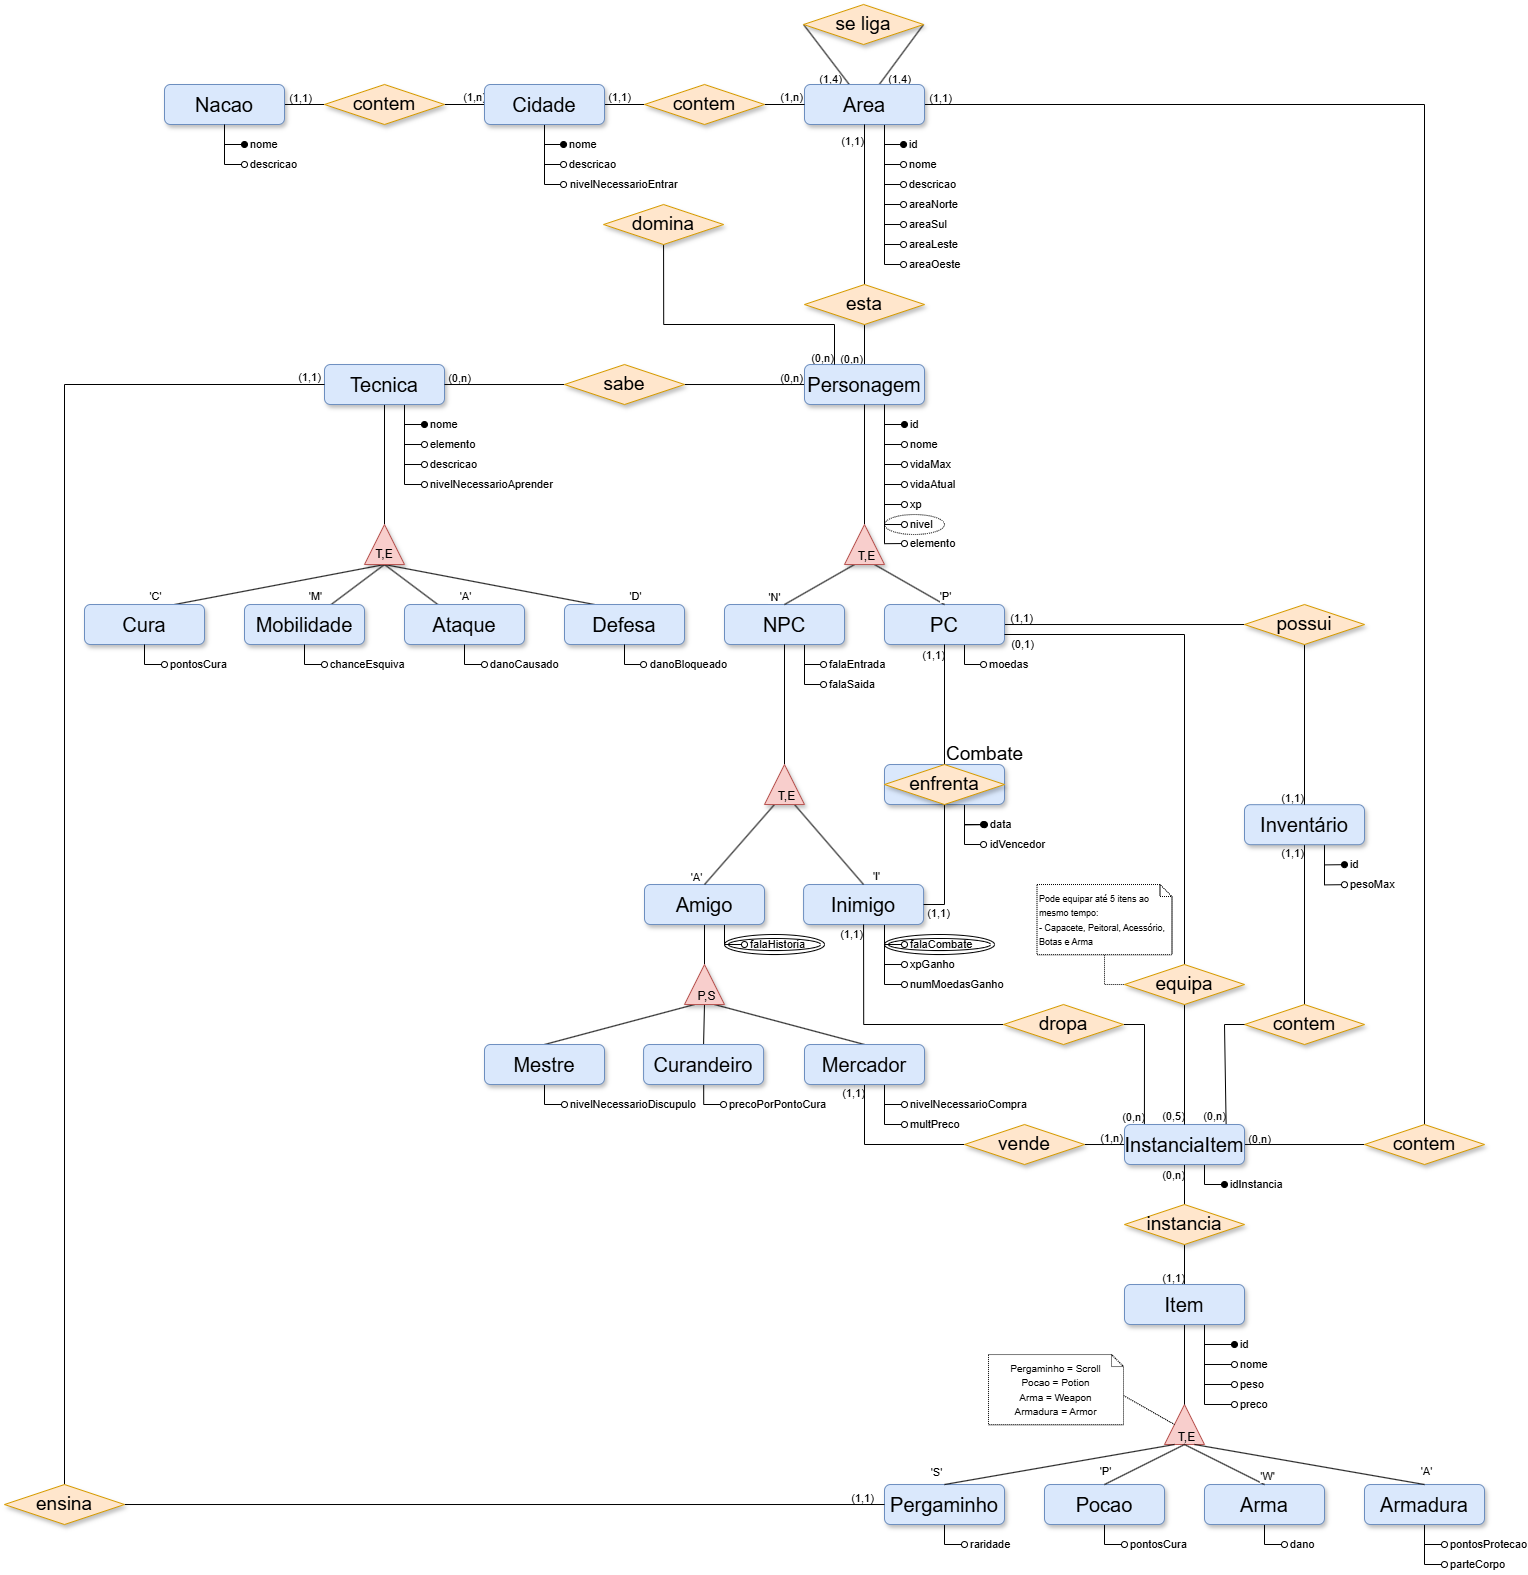 se liga
(1,4)
(1,4)
Nacao
(1,1)
contem
(1,n)
Cidade
(1,1)
contem
(1,n)
Area
(1,1)
nome
descricao
nome
descricao
nivelNecessarioEntrar
(1,1)
id
nome
descricao
areaNorte
areaSul
areaLeste
areaOeste
domina
esta
(0,n)
(0,n)
(1,1)
Tecnica
(0,n)
sabe
(0,n)
Personagem
nome
elemento
descricao
nivelNecessarioAprender
id
nome
vidaMax
vidaAtual
xp
nivel
elemento
T,E
T,E
'C'
'M'
'A'
'D'
'N'
'P'
Cura
Mobilidade
Ataque
Defesa
NPC
PC
(1,1)
possui
(0,1)
(1,1)
pontosCura
chanceEsquiva
danoCausado
danoBloqueado
falaEntrada
falaSaida
moedas
Combate
enfrenta
T,E
data
idVencedor
(1,1)
Inventário
(1,1)
id
pesoMax
'A'
'I'
Amigo
Inimigo
(1,1)
(1,1)
falaHistoria
falaCombate
xpGanho
numMoedasGanho
Pode equipar até 5 itens ao
mesmo tempo:
- Capacete, Peitoral, Acessório,
Botas e Arma
P,S
equipa
dropa
contem
Mestre
Curandeiro
Mercador
(1,1)
nivelNecessarioDiscupulo
precoPorPontoCura
nivelNecessarioCompra
multPreco
(0,n)
(0,5)
(0,n)
vende
(1,n)
InstanciaItem
(0,n)
contem
(0,n)
idInstancia
instancia
(1,1)
Item
id
nome
peso
preco
Pergaminho = Scroll
Pocao = Potion
Arma = Weapon
Armadura = Armor
T,E
'S'
'P'
'W'
'A'
ensina
(1,1)
Pergaminho
Pocao
Arma
Armadura
raridade
pontosCura
dano
pontosProtecao
parteCorpo